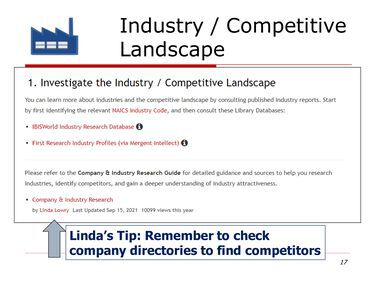 Industry / Competitive
Landscape
1. Investigate the Industry / Competitive Landscape
You can learn more about industries and the competitive landscape by consulting published industry reports. Start
by first identifying the relevant NAICS Industry Code, and then consult these Library Databases:
• IBISWorld Industry Research Database
• First Research Industry Profiles (via Mergent Intellect)
Please refer to the Company & Industry Research Guide for detailed guidance and sources to help you research
industries, identify competitors, and gain a deeper understanding of industry attractiveness.
• Company & Industry Research
by Linda Lowry Last Updated Sep 15, 2021 10099 views this year
Linda's Tip: Remember to check
company directories to find competitors
17